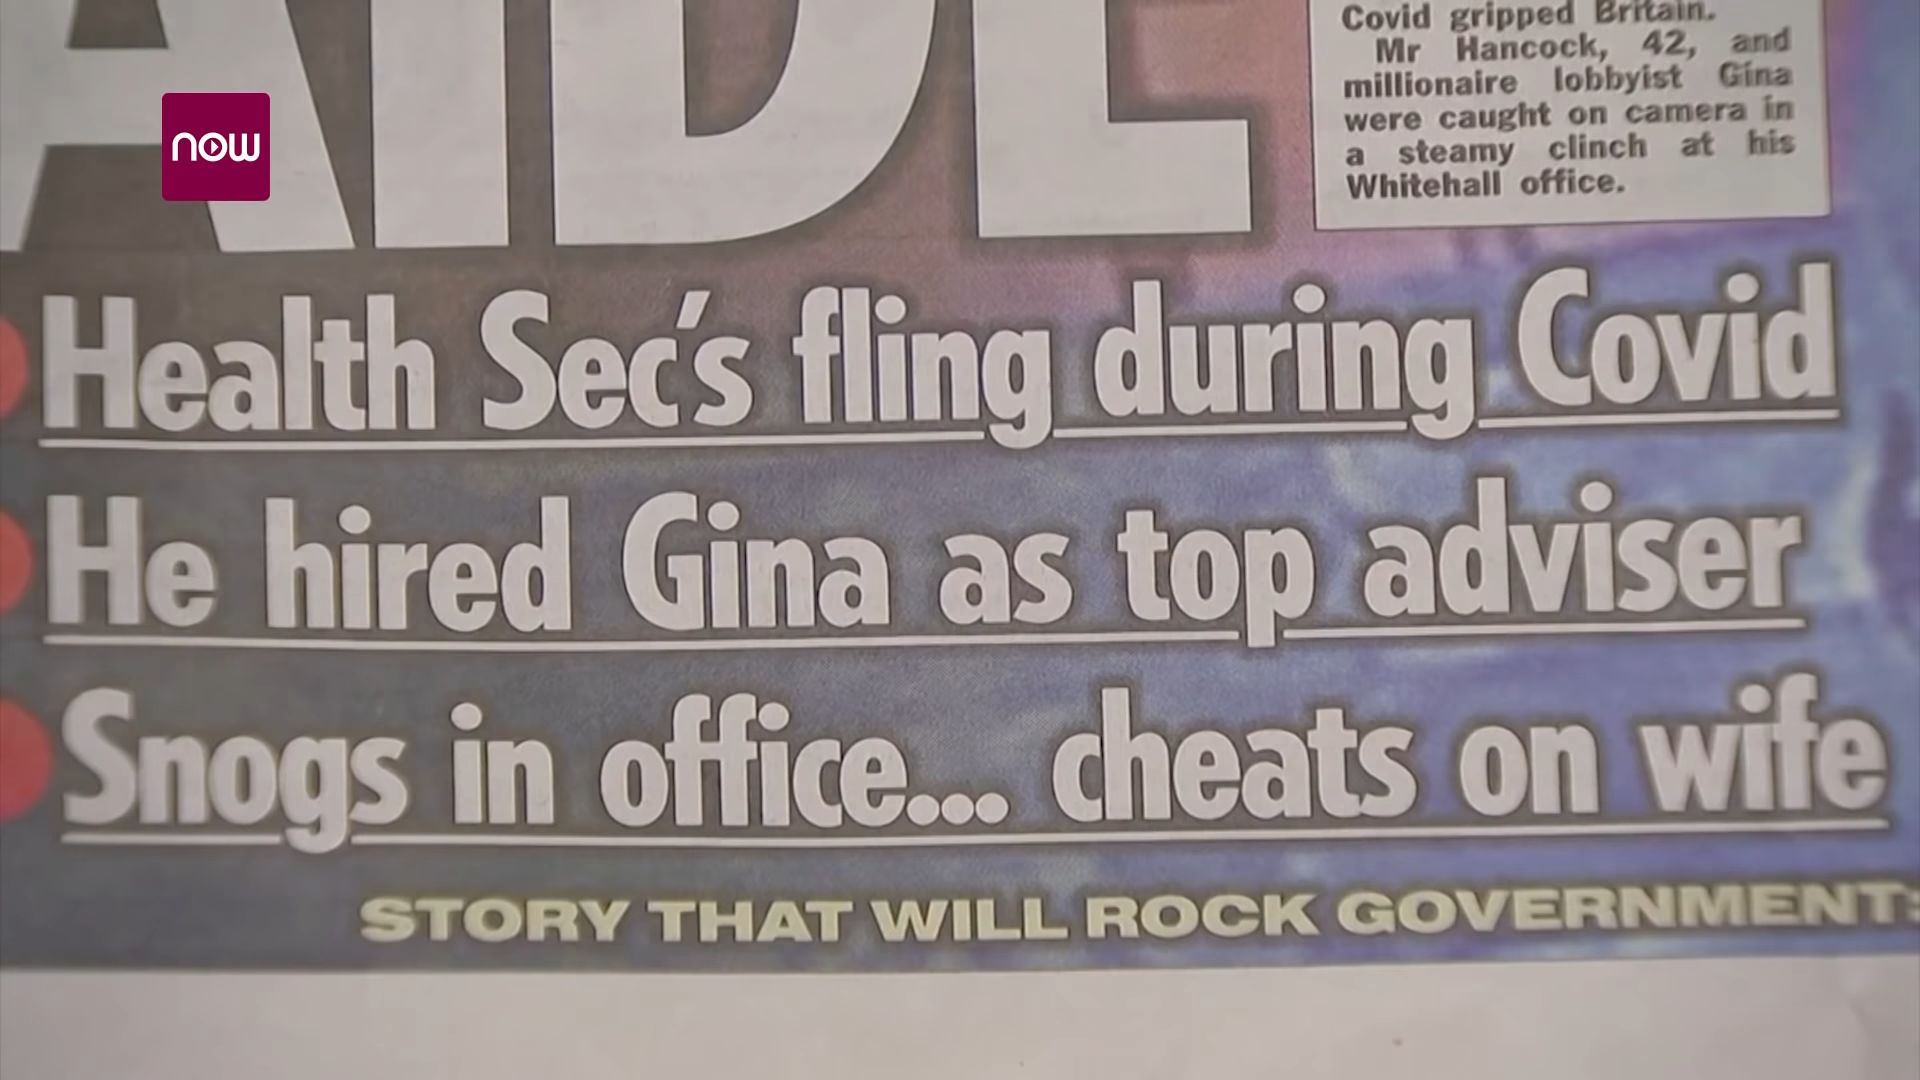 AIDE
Covid gripped Britain.
Mr Hancock, 42, and
millionaire lobbyist Gina
were caught on camera in
a steamy clinch at his
Whitehall office.
now
Health Sec's fling during Covid
He hired Gina as top adviser
Snogs in office... cheats on wife
STORY THAT WILL ROCK GOVERNMENT: